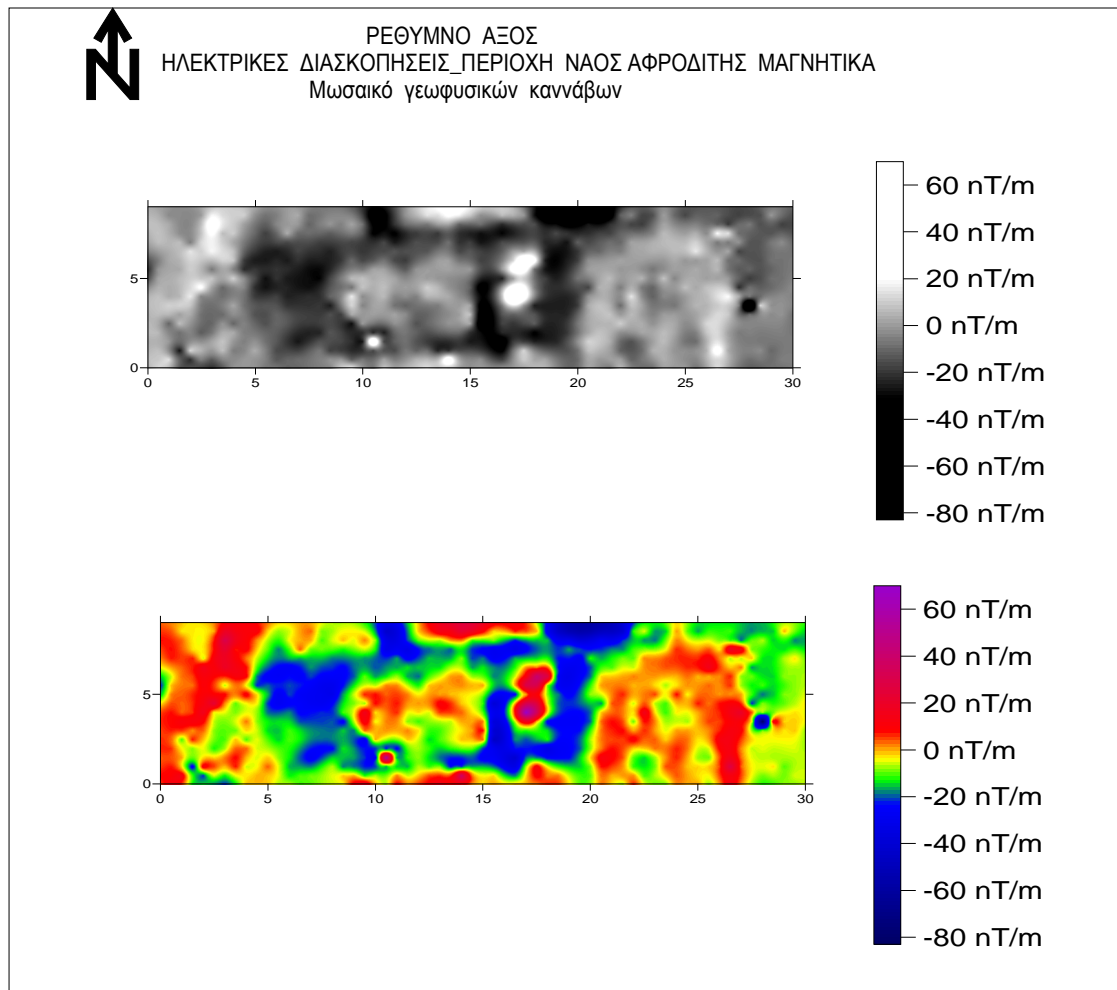 N
ΡΕΘΥΜΝΟ ΑΞΟΣ
ΗΛΕΚΤΡΙΚΕΣ ΔΙΑΣΚΟΠΗΣΕΙΣ_ΠΕΡΙΟΧΗ ΝΑΟΣ ΑΦΡΟΔΙΤΗΣ ΜΑΓΝΗΤΙΚΑ
Μωσαικό γεωφυσικών καννάβων
60 nT/m
40 nT/m
20 nT/m
0 nT/m
-20 nT/m
-40 nT/m
-60 nT/m
-80 nT/m
5
0
0 5 10 15 20 25 30
60 nT/m
40 nT/m
20 nT/m
0 nT/m
-20 nT/m
-40 nT/m
-60 nT/m
-80 nT/m
5
0
0 5 10 15 20 25 30